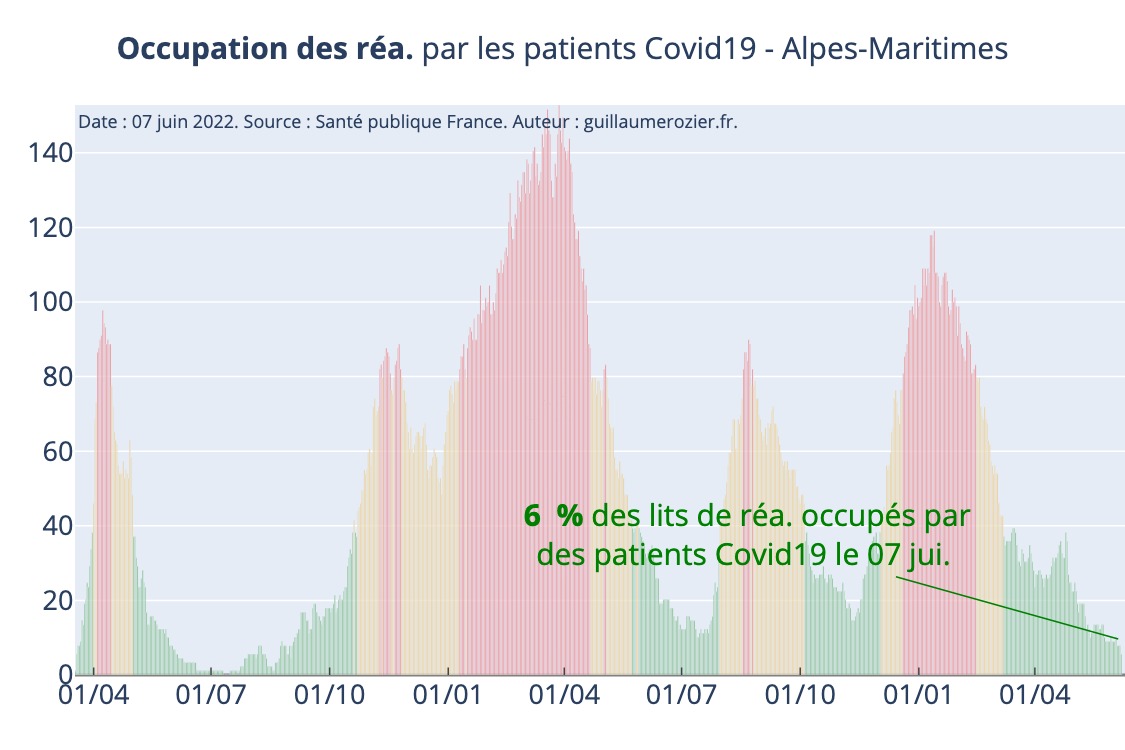 Occupation des réa. par les patients Covid19 - Alpes-Maritimes
Date : 07 juin 2022. Source : Santé publique France. Auteur : guillaumerozier.fr.
140
120
100
80
60
40
20
0
6 % des lits de réa. occupés par
des patients Covid19 le 07 jui.
01/04 01/07 01/10 01/01 01/04 01/07 01/10 01/01 01/04